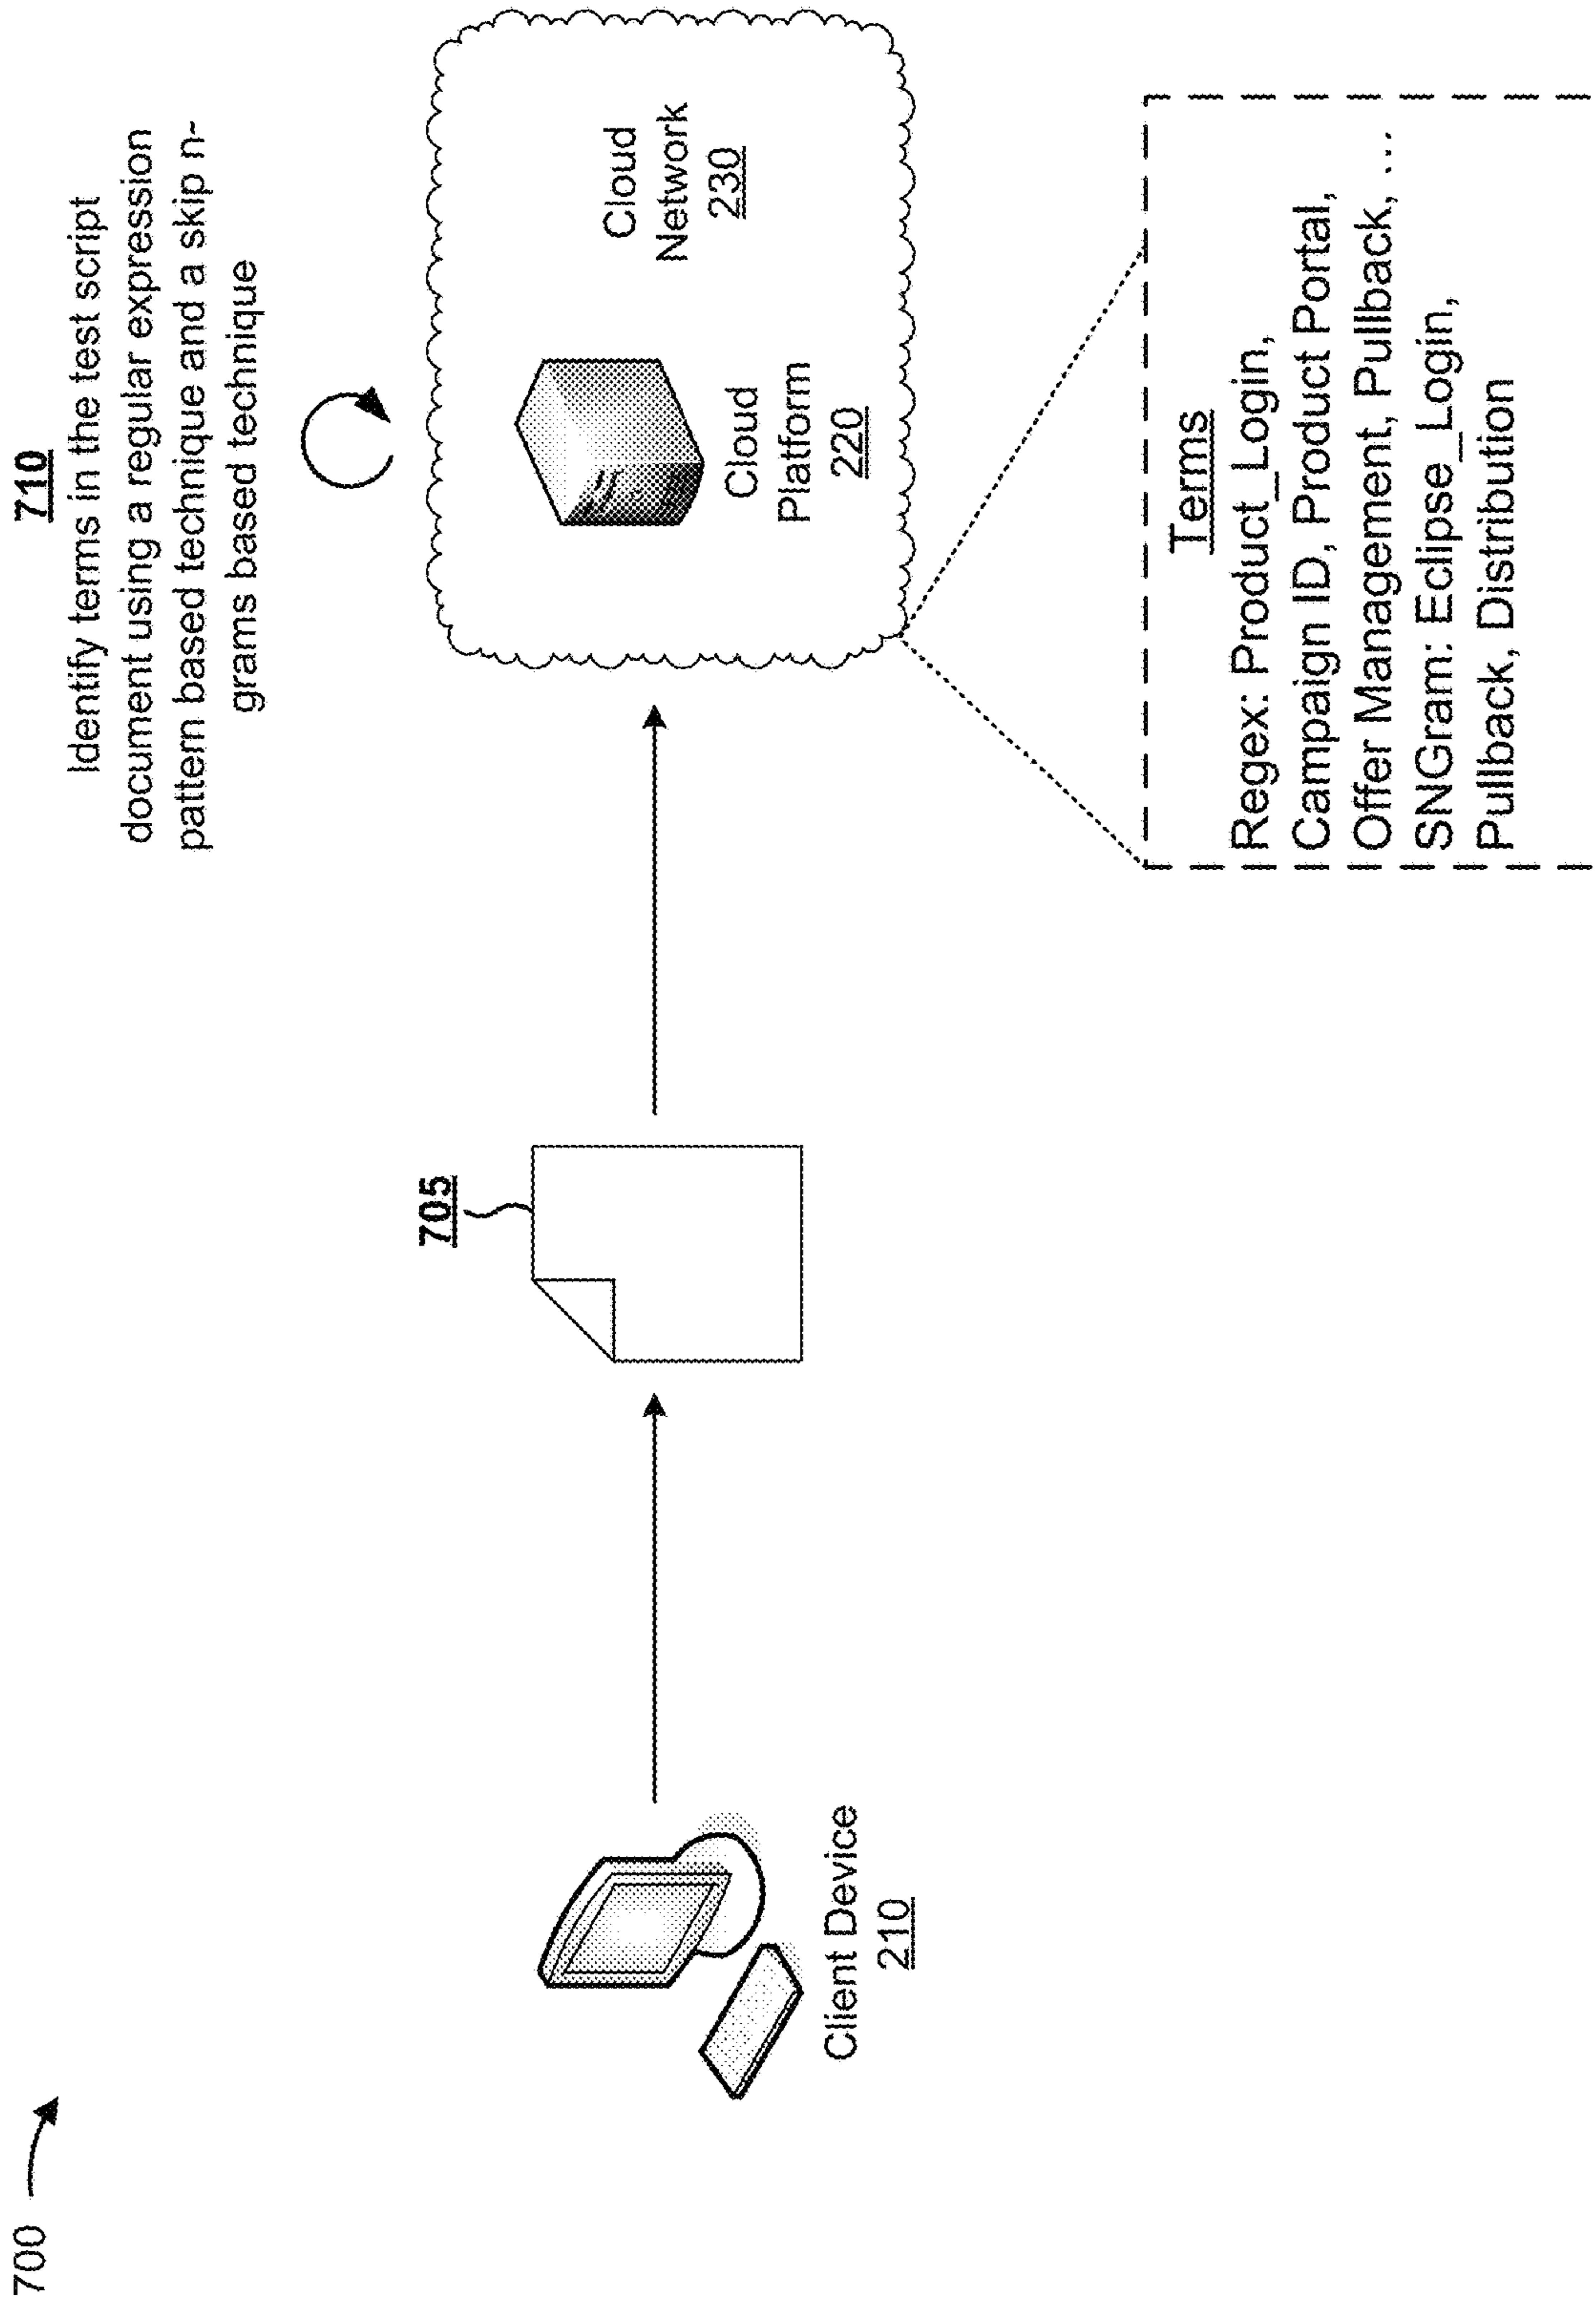 700
710
Identify terms in the test script
document using a regular expression
pattern based technique and a skip n-
grams based technique
705
Cloud
Network
230
Cloud
Platform
220
Client Device
210
Terms
Regex: Product_Login,
Campaign ID, Product Portal,
Offer Management, Pullback, ...
SNGram: Eclipse_Login,
Pullback, Distribution